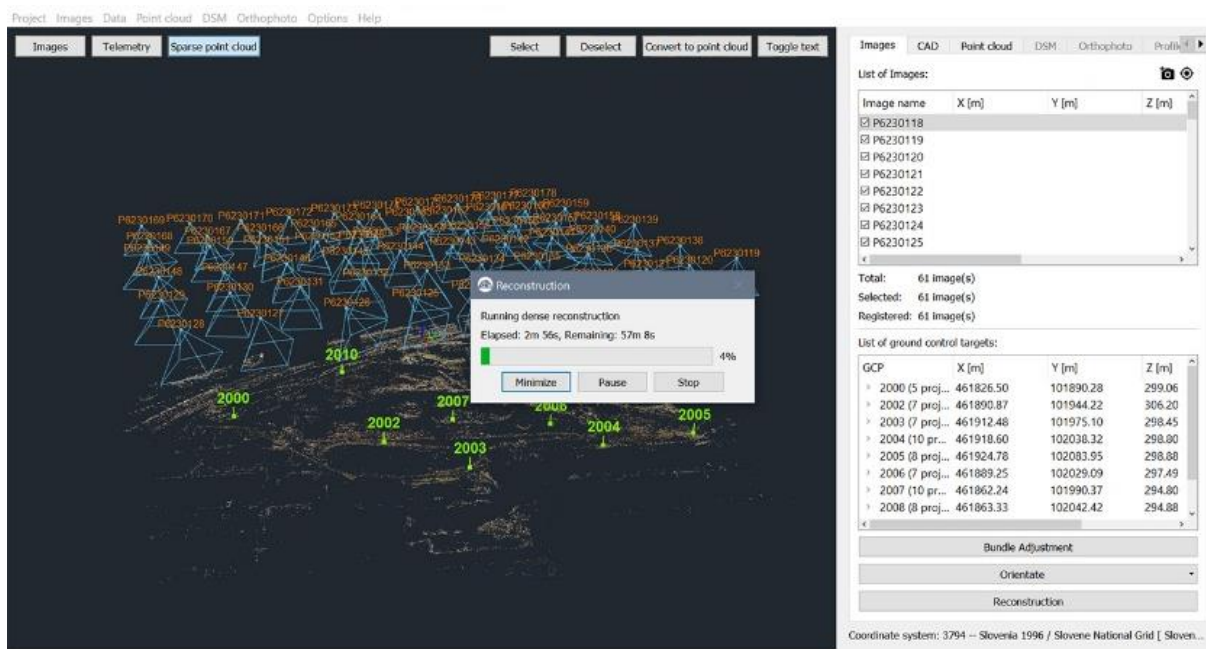 Project Images Data Point cloud DSM Orthophoto Options Help
Images Telemetry Sparse point cloud Select Deselect Convert to point cloud Toggle text
Images CAD Point cloud DSM Orthophoto
List of Images:
Image name X [m] Y [m] Z [m]
P6230118
P6230119
P6230120
P6230121
P6230122
P6230123
P6230124
P6230125
Total: 61 image(s)
Selected: 61 image(s)
Registered: 61 image(s)
List of ground control targets:
GCP X [m] Y [m] Z [m]
2000 (5 proj... 461826.50 101890.28 299.06
2002 (7 proj... 461890.87 101944.22 306.20
2003 (7 proj... 461912.48 101975.10 298.45
2004 (10 pr... 461918.60 102038.32 298.80
2005 (8 proj... 461924.78 102083.95 298.88
2006 (7 proj... 461889.25 102029.09 297.49
2007 (10 pr... 461862.24 101990.37 294.80
2008 (8 proj... 461863.33 102042.42 294.88
Bundle Adjustment
Orientate
Reconstruction
Coordinate system: 3794 -- Slovenia 1996 / Slovene National Grid [ Sloven...
Reconstruction
Running dense reconstruction
Elapsed: 2m 56s, Remaining: 57m 8s
4%
Minimize Pause Stop
P6230169 P6230170 P6230171 P6230172
P6230178
P6230159
P6230139
P6230138
P6230119
P6230147
P6230130
P6230131
P6230128
2010
2000
2007
2006
2005
2002
2004
2003